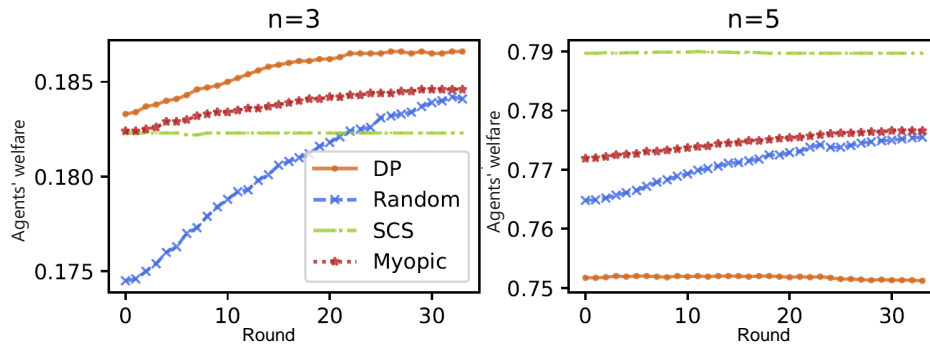 n=3
Agents' welfare
0.185
0.180
0.175
0
10
20
30
Round
DP
Random
SCS
Myopic
n=5
Agents' welfare
0.79
0.78
0.77
0.76
0.75
0
10
20
30
Round